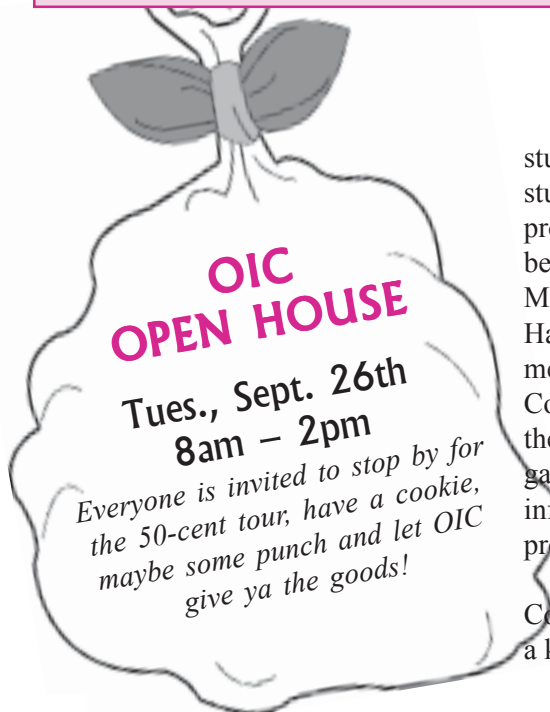 OIC
OPEN HOUSE
Tues., Sept. 26th
8am – 2pm
Everyone is invited to stop by for
the 50-cent tour, have a cookie,
maybe some punch and let OIC
give ya the goods!